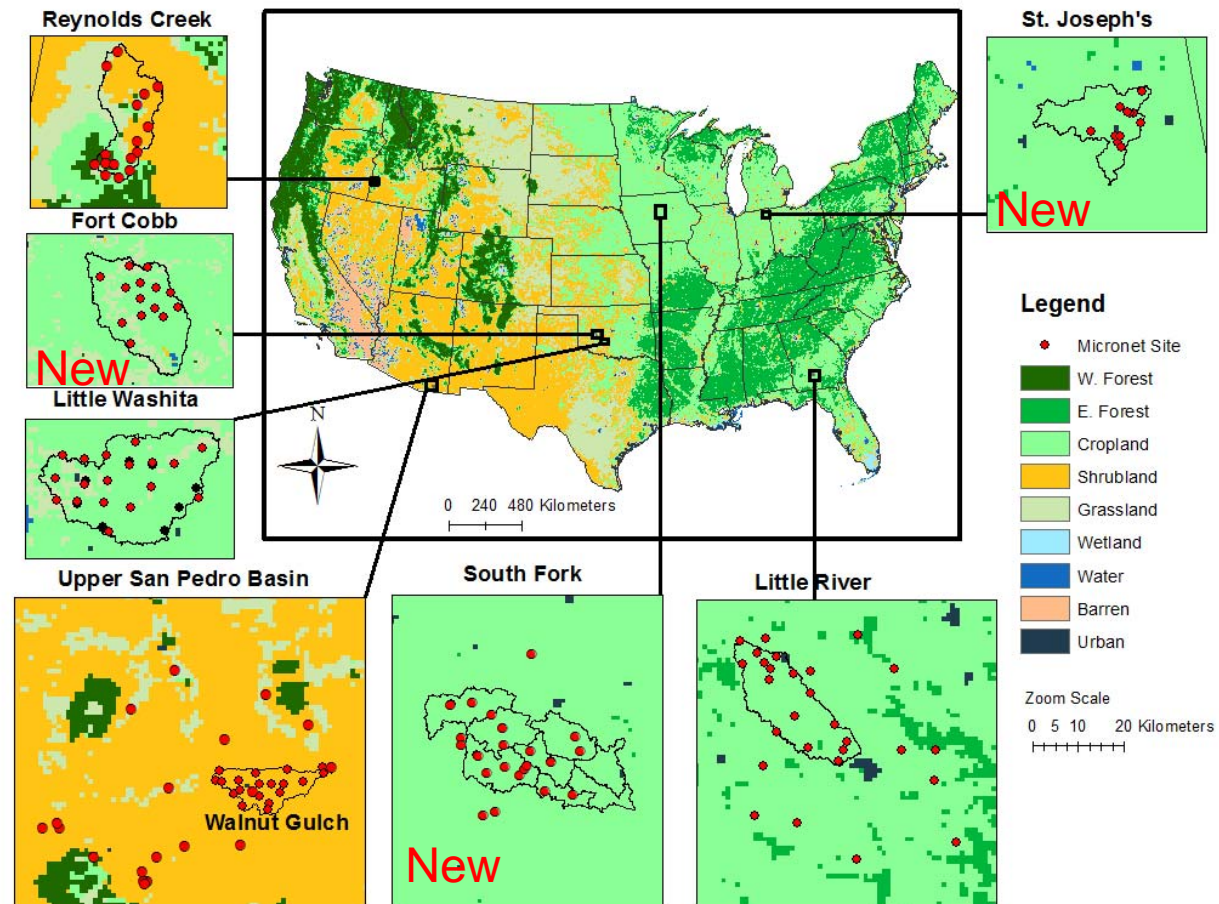 Reynolds Creek
St. Joseph's
New
Fort Cobb
New
Little Washita
N
0 240 480 Kilometers
Legend
Micronet Site
W. Forest
E. Forest
Cropland
Shrubland
Grassland
Wetland
Water
Barren
Urban
Zoom Scale
0 5 10 20 Kilometers
Upper San Pedro Basin
Walnut Gulch
South Fork
New
Little River